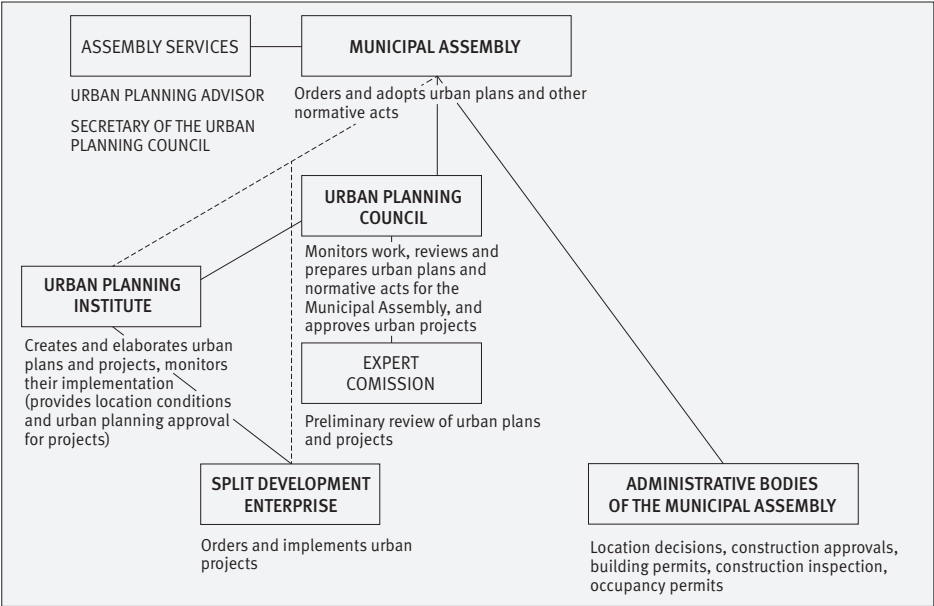 ASSEMBLY SERVICES
MUNICIPAL ASSEMBLY
URBAN PLANNING ADVISOR
SECRETARY OF THE URBAN
PLANNING COUNCIL
Orders and adopts urban plans and other
normative acts
URBAN PLANNING
COUNCIL
Monitors work, reviews and
prepares urban plans and
normative acts for the
Municipal Assembly, and
approves urban projects
URBAN PLANNING
INSTITUTE
Creates and elaborates urban
plans and projects, monitors
their implementation
(provides location conditions
and urban planning approval
for projects)
EXPERT
COMISSION
Preliminary review of urban plans
and projects
SPLIT DEVELOPMENT
ENTERPRISE
Orders and implements urban
projects
ADMINISTRATIVE BODIES
OF THE MUNICIPAL ASSEMBLY
Location decisions, construction approvals,
building permits, construction inspection,
occupancy permits